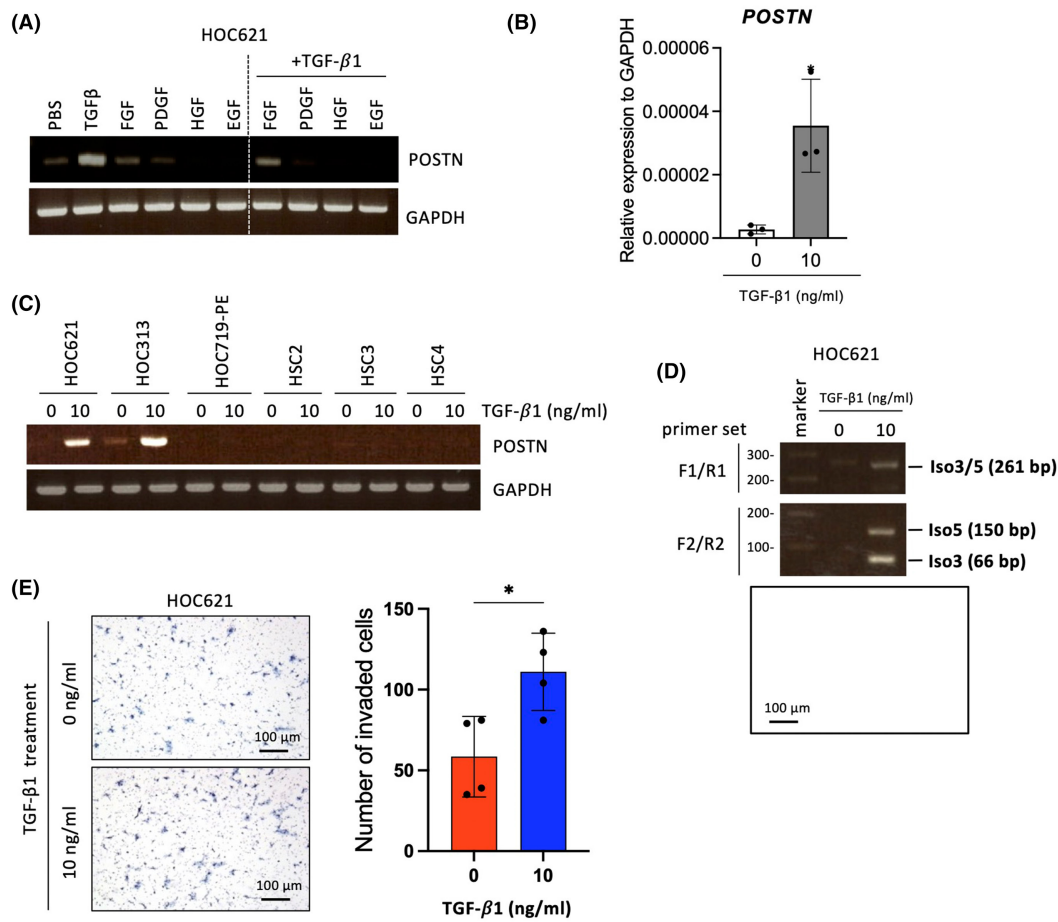 (A)
HOC621
+TGF-β1
PBS TGFβ FGF PDGF HGF EGF FGF PDGF HGF EGF
POSTN
GAPDH
(B)
POSTN
Relative expression to GAPDH
0.00006
*
0.00004
0.00002
0.00000
0 10
TGF-β1 (ng/ml)
(C)
HOC621 HOC313 HOC719-PE HSC2 HSC3 HSC4
0 10 0 10 0 10 0 10 0 10 0 10 TGF-β1 (ng/ml)
POSTN
GAPDH
(D)
HOC621
marker
TGF-β1 (ng/ml)
primer set 0 10
F1/R1
300-
200-
Iso3/5 (261 bp)
F2/R2
200-
100-
Iso5 (150 bp)
Iso3 (66 bp)
100 μm
(E)
HOC621
TGF-β1 treatment
0 ng/ml
100 μm
10 ng/ml
100 μm
Number of invaded cells
150
*
100
50
0
0 10
TGF-β1 (ng/ml)